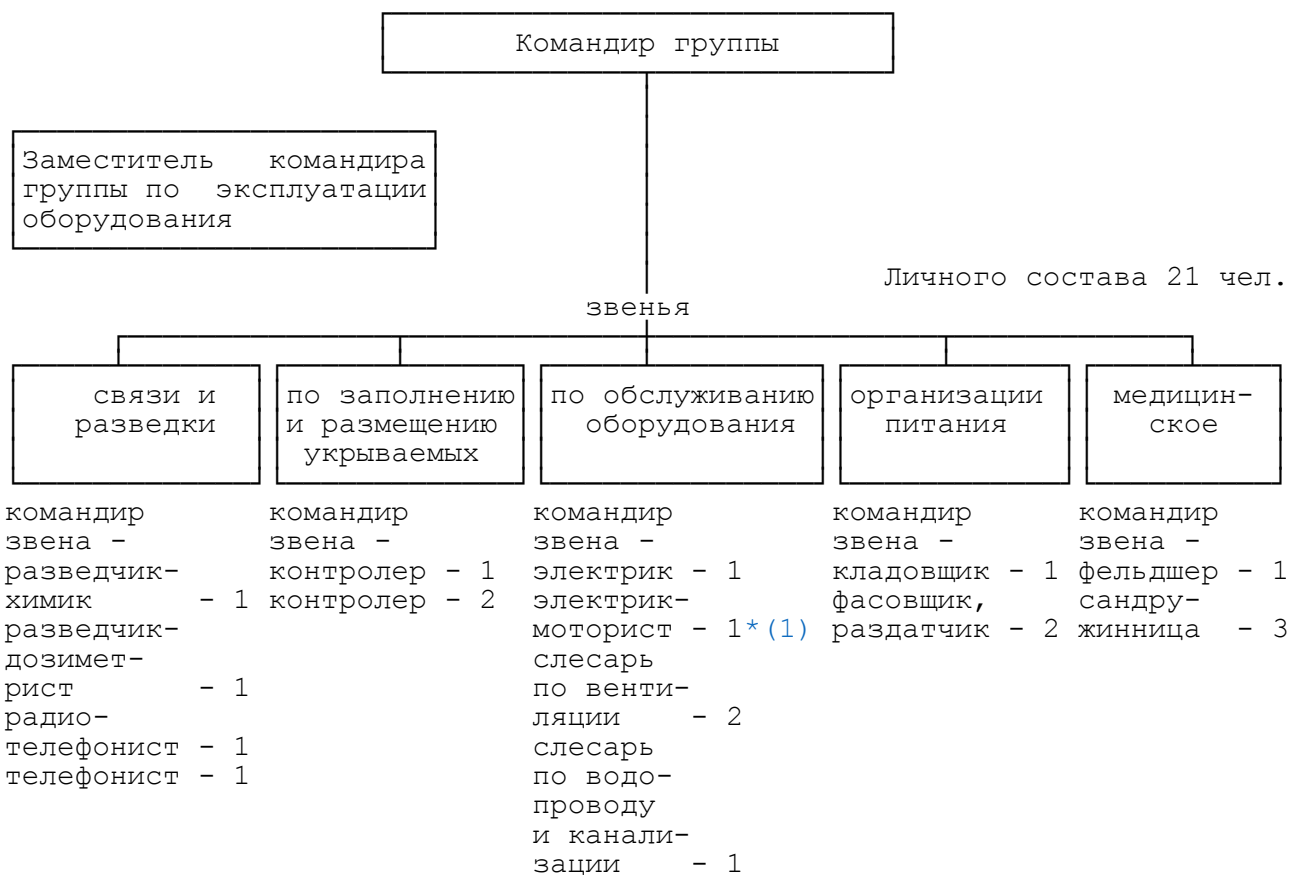 Командир группы
Заместитель командира
группы по эксплуатации
оборудования
Личного состава 21 чел.
звенья
связи и
разведки
по заполнению
и размещению
укрываемых
по обслуживанию
оборудования
организации
питания
медицин-
ское
командир
звена -
разведчик-
химик - 1
разведчик-
дозимет-
рист - 1
радио-
телефонист - 1
телефонист - 1
командир
звена -
контролер - 1
контролер - 2
командир
звена -
электрик - 1
электрик-
моторист - 1*(1)
слесарь
по венти-
ляции - 2
слесарь
по водо-
проводу
и канали-
зации - 1
командир
звена -
кладовщик - 1
фасовщик,
раздатчик - 2
командир
звена -
фельдшер - 1
сандру-
жинница - 3